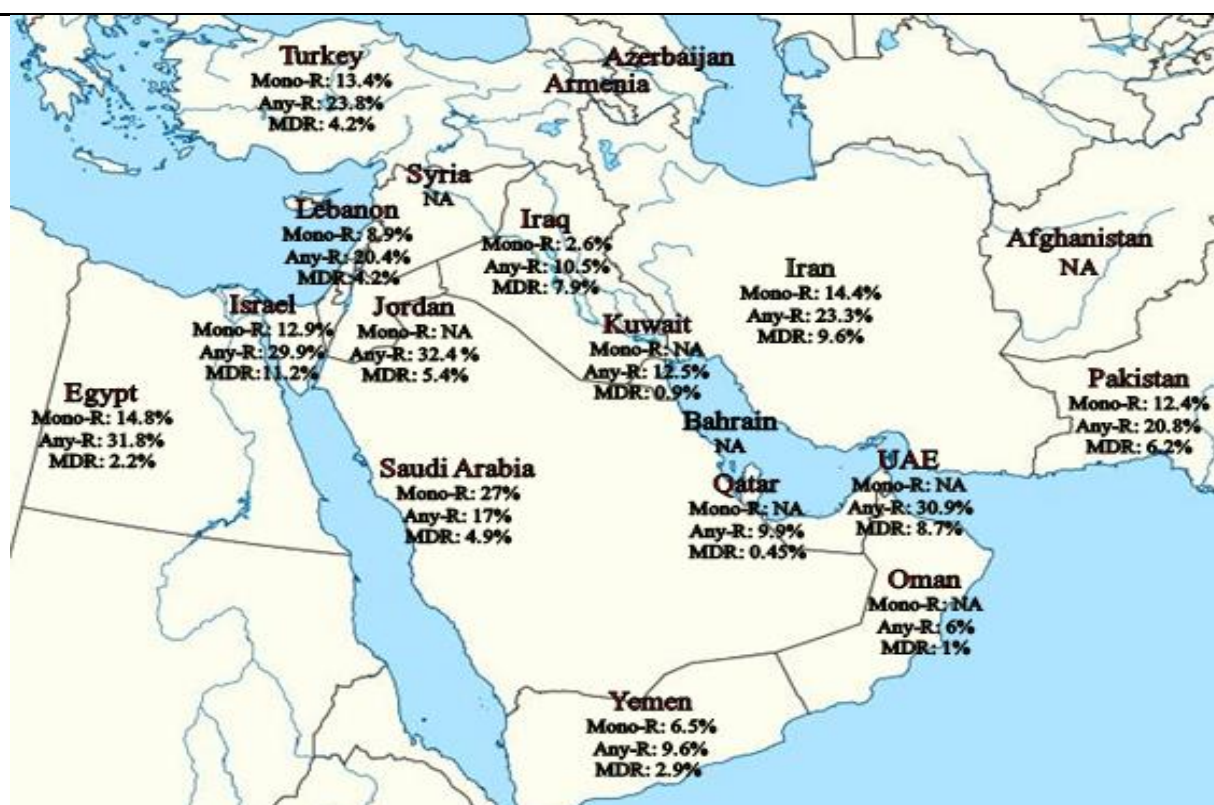 Turkey
Mono-R: 13.4%
Any-R: 23.8%
MDR: 4.2%
Azerbaijan
Armenia
Syria
NA
Lebanon
Mono-R: 8.9%
Any-R: 20.4%
MDR: 4.2%
Iraq
Mono-R: 2.6%
Any-R: 10.5%
MDR: 7.9%
Iran
Mono-R: 14.4%
Any-R: 23.3%
MDR: 9.6%
Afghanistan
NA
Israel
Mono-R: 12.9%
Any-R: 29.9%
MDR:11.2%
Jordan
Mono-R: NA
Any-R: 32.4 %
MDR: 5.4%
Kuwait
Mono-R: NA
Any-R: 12.5%
MDR: 0.9%
Egypt
Mono-R: 14.8%
Any-R: 31.8%
MDR: 2.2%
Pakistan
Mono-R: 12.4%
Any-R: 20.8%
MDR: 6.2%
Bahrain
NA
Saudi Arabia
Mono-R: 27%
Any-R: 17%
MDR: 4.9%
Qatar
Mono-R: NA
Any-R: 9.9%
MDR: 0.45%
UAE
Mono-R: NA
Any-R: 30.9%
MDR: 8.7%
Oman
Mono-R: NA
Any-R: 6%
MDR: 1%
Yemen
Mono-R: 6.5%
Any-R: 9.6%
MDR: 2.9%